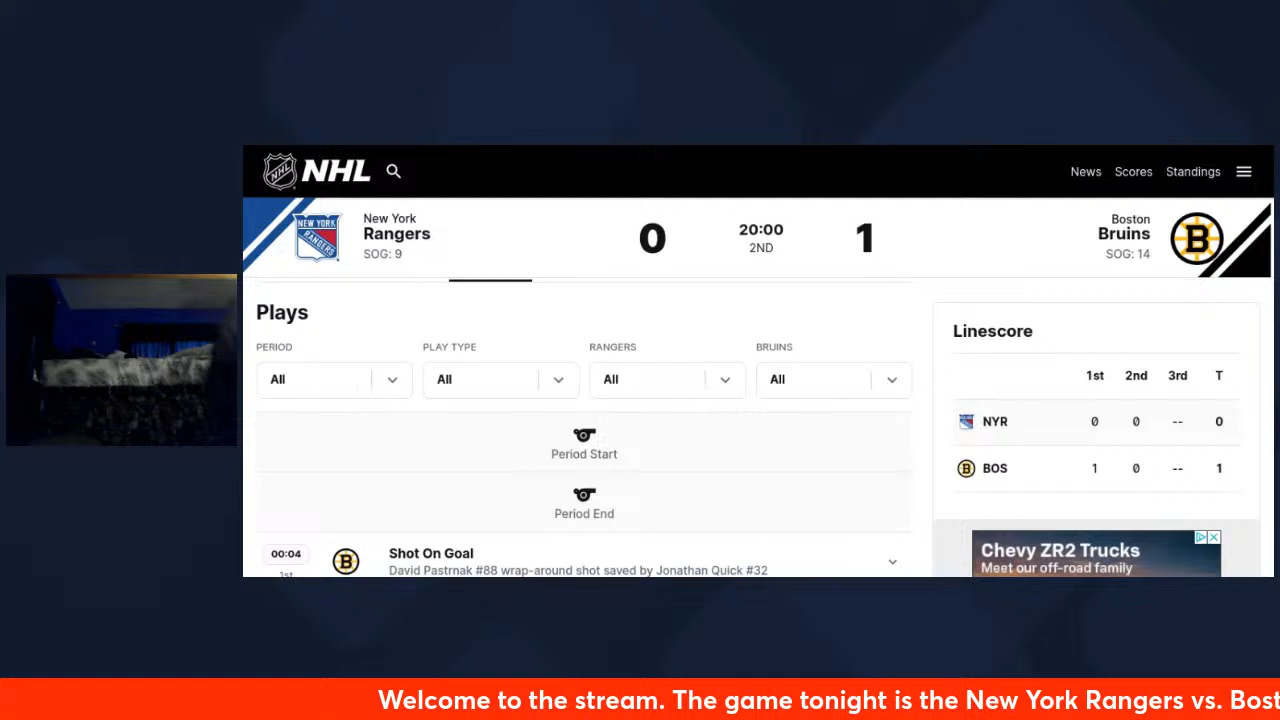 NHL
News Scores Standings
New York
Rangers
SOG: 9
NEW YORK
RANGERS
0
20:00
2ND
1
Boston
Bruins
SOG: 14
B
Plays
PERIOD PLAY TYPE RANGERS BRUINS
All All All All
Period Start
Period End
00:04
1st
B
Shot On Goal
David Pastrnak #88 wrap-around shot saved by Jonathan Quick #32
Linescore
1st 2nd 3rd T
NYR 0 0 -- 0
BOS 1 0 -- 1
Chevy ZR2 Trucks
Meet our off-road family
Welcome to the stream. The game tonight is the New York Rangers vs. Bost